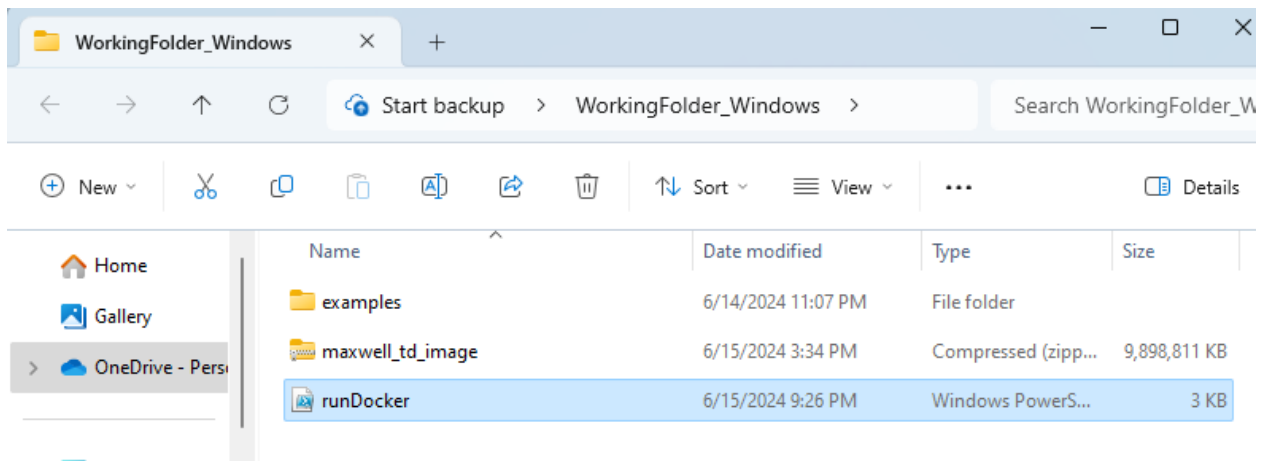 WorkingFolder_Windows
Start backup > WorkingFolder_Windows > Search WorkingFolder_W
New Sort View ... Details
Name Date modified Type Size
Home
Gallery
OneDrive - Pers
examples 6/14/2024 11:07 PM File folder
maxwell_td_image 6/15/2024 3:34 PM Compressed (zipp... 9,898,811 KB
runDocker 6/15/2024 9:26 PM Windows PowerS... 3 KB